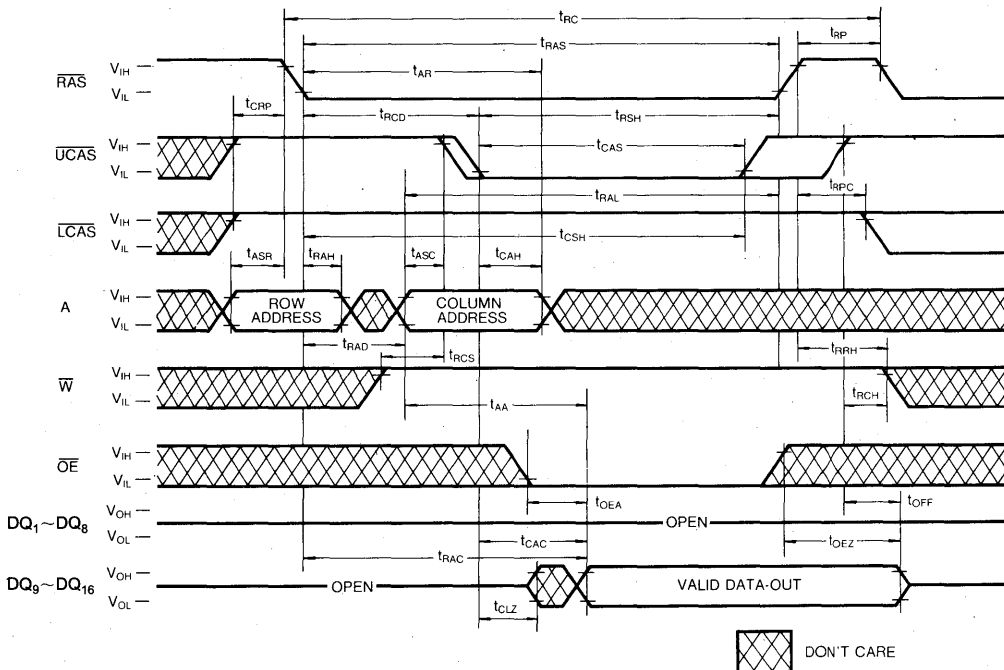 tRC
tRAS
tRP
tAR
RAS
VIH
VIL
tCRP
tRCD
tRSH
UCAS
VIH
VIL
tCAS
tRAL
tRPC
LCAS
VIH
VIL
tCSH
tASR
tRAH
tASC
tCAH
A
VIH
VIL
ROW
ADDRESS
COLUMN
ADDRESS
tRAD
tRCS
tRRH
W
VIH
VIL
tAA
tRCH
OE
VIH
VIL
tOEA
tOFF
DQ1~DQ8
VOH
VOL
OPEN
tCAC
tOEZ
tRAC
DQ9~DQ16
VOH
VOL
OPEN
VALID DATA-OUT
tCLZ
DON'T CARE